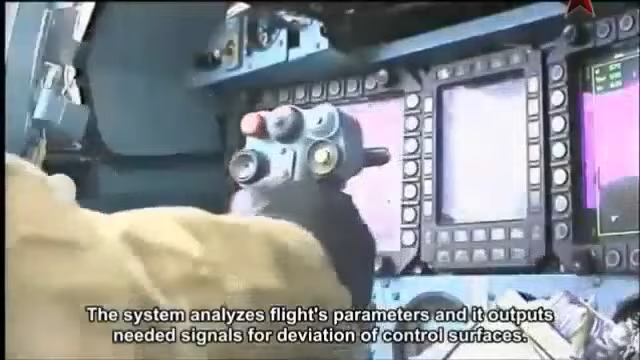 The system analyzes flight's parameters and it outputs
needed signals for deviation of control surfaces.